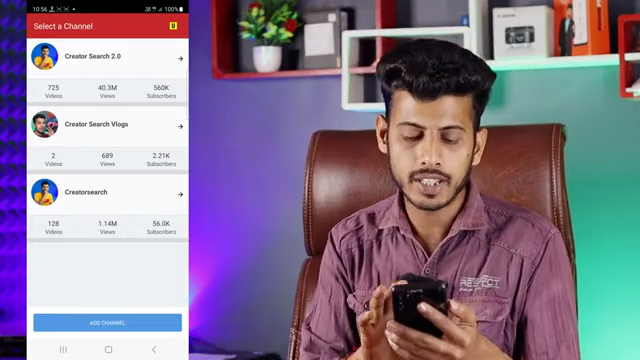 10:56
100%
Select a Channel
U
Creator Search 2.0
725 40.3M 560K
Videos Views Subscribers
Creator Search Vlogs
2 689 2.21K
Videos Views Subscribers
Creatorsearch
128 1.14M 56.0K
Videos Views Subscribers
ADD CHANNEL